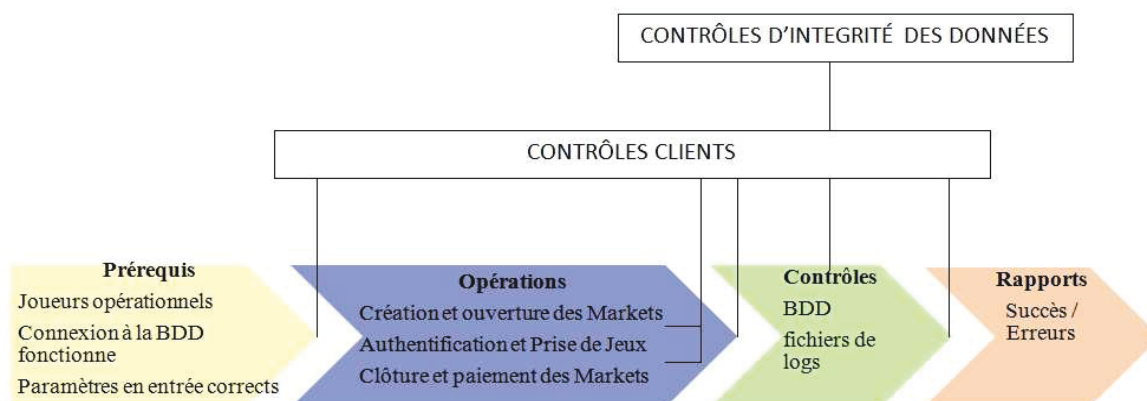 CONTRÔLES D'INTEGRITÉ DES DONNÉES
CONTRÔLES CLIENTS
Prérequis
Joueurs opérationnels
Connexion à la BDD
fonctionne
Paramètres en entrée corrects
Opérations
Création et ouverture des Markets
Authentification et Prise de Jeux
Clôture et paiement des Markets
Contrôles
BDD
fichiers de
logs
Rapports
Succès /
Erreurs